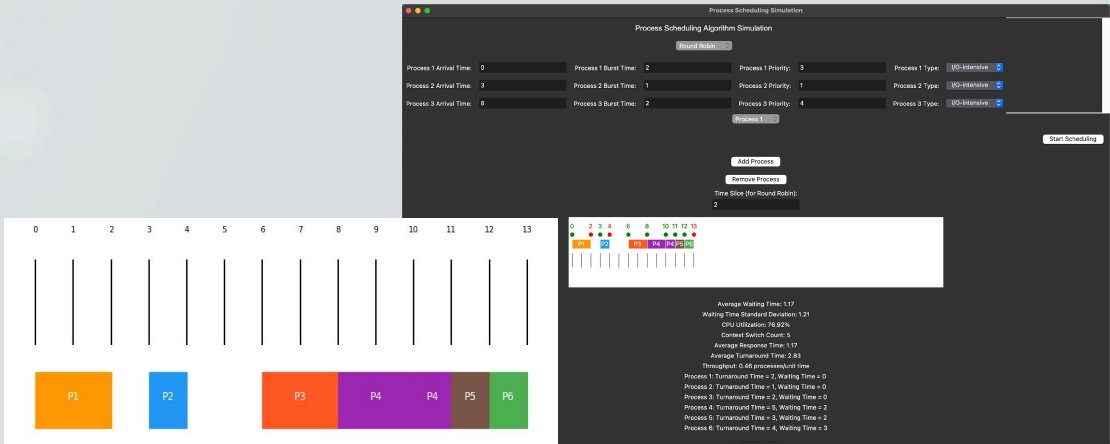 Process Scheduling Simulation
Process Scheduling Algorithm Simulation
Round Robin
Process 1 Arrival Time: 0 Process 1 Burst Time: 2 Process 1 Priority: 3 Process 1 Type: I/O-intensive
Process 2 Arrival Time: 3 Process 2 Burst Time: 1 Process 2 Priority: 1 Process 2 Type: I/O-intensive
Process 3 Arrival Time: 6 Process 3 Burst Time: 2 Process 3 Priority: 4 Process 3 Type: I/O-intensive
Process 1
Start Scheduling
Add Process
Remove Process
Time Slice (for Round Robin):
2
0 1 2 3 4 5 6 7 8 9 10 11 12 13
P1 P2 P3 P4 P4 P5 P6
0 2 3 4 6 8 10 11 12 13
P1 P2 P3 P4 P4 P5 P6
Average Waiting Time: 1.17
Waiting Time Standard Deviation: 1.21
CPU Utilization: 76.92%
Context Switch Count: 5
Average Response Time: 1.17
Average Turnaround Time: 2.83
Throughput: 0.46 processes/unit time
Process 1: Turnaround Time = 2, Waiting Time = 0
Process 2: Turnaround Time = 1, Waiting Time = 0
Process 3: Turnaround Time = 2, Waiting Time = 0
Process 4: Turnaround Time = 5, Waiting Time = 2
Process 5: Turnaround Time = 3, Waiting Time = 2
Process 6: Turnaround Time = 4, Waiting Time = 3